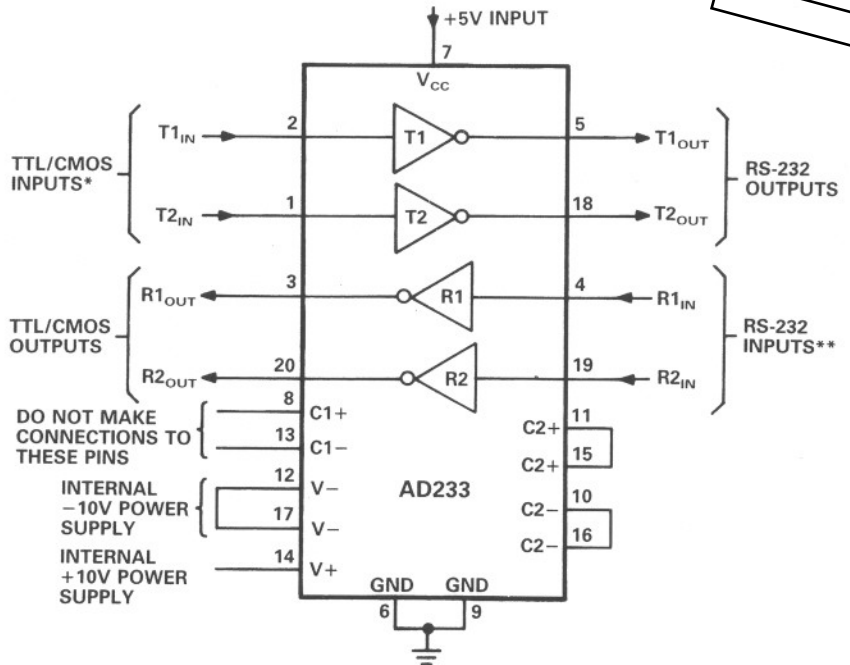 +5V INPUT
7
VCC
TTL/CMOS
INPUTS*
T1IN
2
T1
5
T1OUT
T2IN
1
T2
18
T2OUT
RS-232
OUTPUTS
TTL/CMOS
OUTPUTS
R1OUT
3
R1
4
R1IN
R2OUT
20
R2
19
R2IN
RS-232
INPUTS**
DO NOT MAKE
CONNECTIONS TO
THESE PINS
8
C1+
13
C1−
INTERNAL
−10V POWER
SUPPLY
12
V−
17
V−
INTERNAL
+10V POWER
SUPPLY
14
V+
AD233
C2+
11
C2+
15
C2−
10
C2−
16
GND
GND
6
9